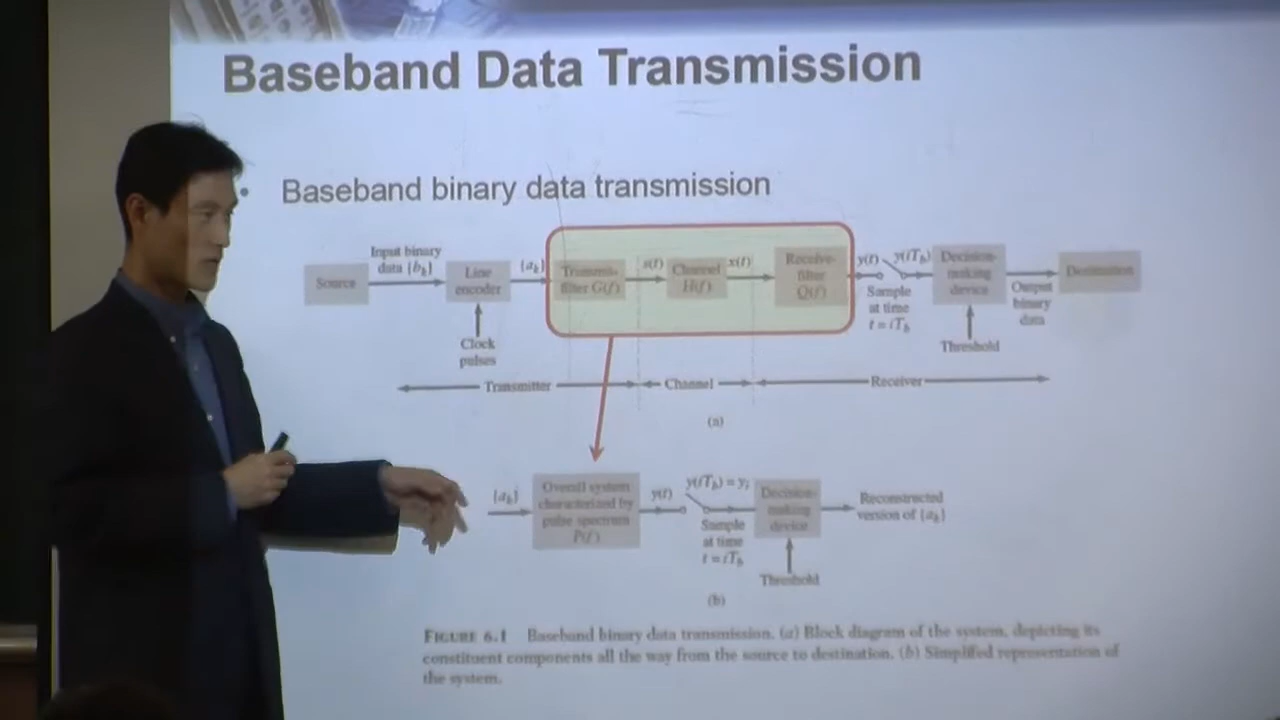 Baseband Data Transmission
• Baseband binary data transmission
Input binary
data {bₖ}
{aₖ}
s(t)
x(t)
y(t)
y(iT_b)
Source
Line
encoder
Transmit-
filter G(f)
Channel
H(f)
Receive-
filter
Q(f)
Decision-
making
device
Destination
Sample
at time
t = iT_b
Output
binary
data
Clock
pulses
Threshold
Transmitter
Channel
Receiver
(a)
{aₖ}
Overall system
characterized by
pulse spectrum
P(f)
y(t)
y(iT_b) = yᵢ
Sample
at time
t = iT_b
Decision-
making
device
Reconstructed
version of {aₖ}
Threshold
(b)
FIGURE 6.1 Baseband binary data transmission. (a) Block diagram of the system, depicting its
constituent components all the way from the source to destination. (b) Simplified representation of
the system.